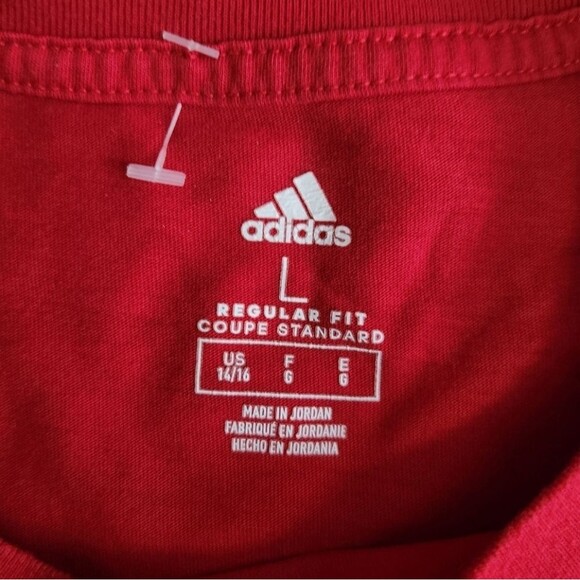 adidas
L
REGULAR FIT
COUPE STANDARD
US F E
14/16 G G
MADE IN JORDAN
FABRIQUÉ EN JORDANIE
HECHO EN JORDANIA